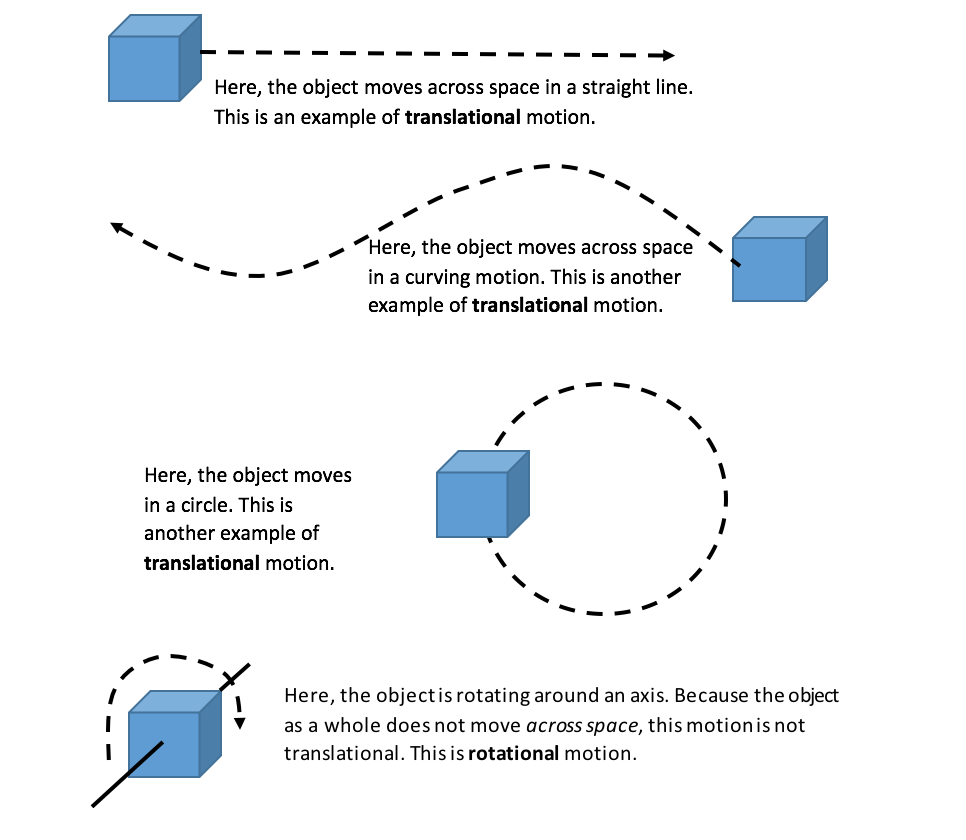 Here, the object moves across space in a straight line.
This is an example of translational motion.
Here, the object moves across space
in a curving motion. This is another
example of translational motion.
Here, the object moves
in a circle. This is
another example of
translational motion.
Here, the object is rotating around an axis. Because the object
as a whole does not move across space, this motion is not
translational. This is rotational motion.